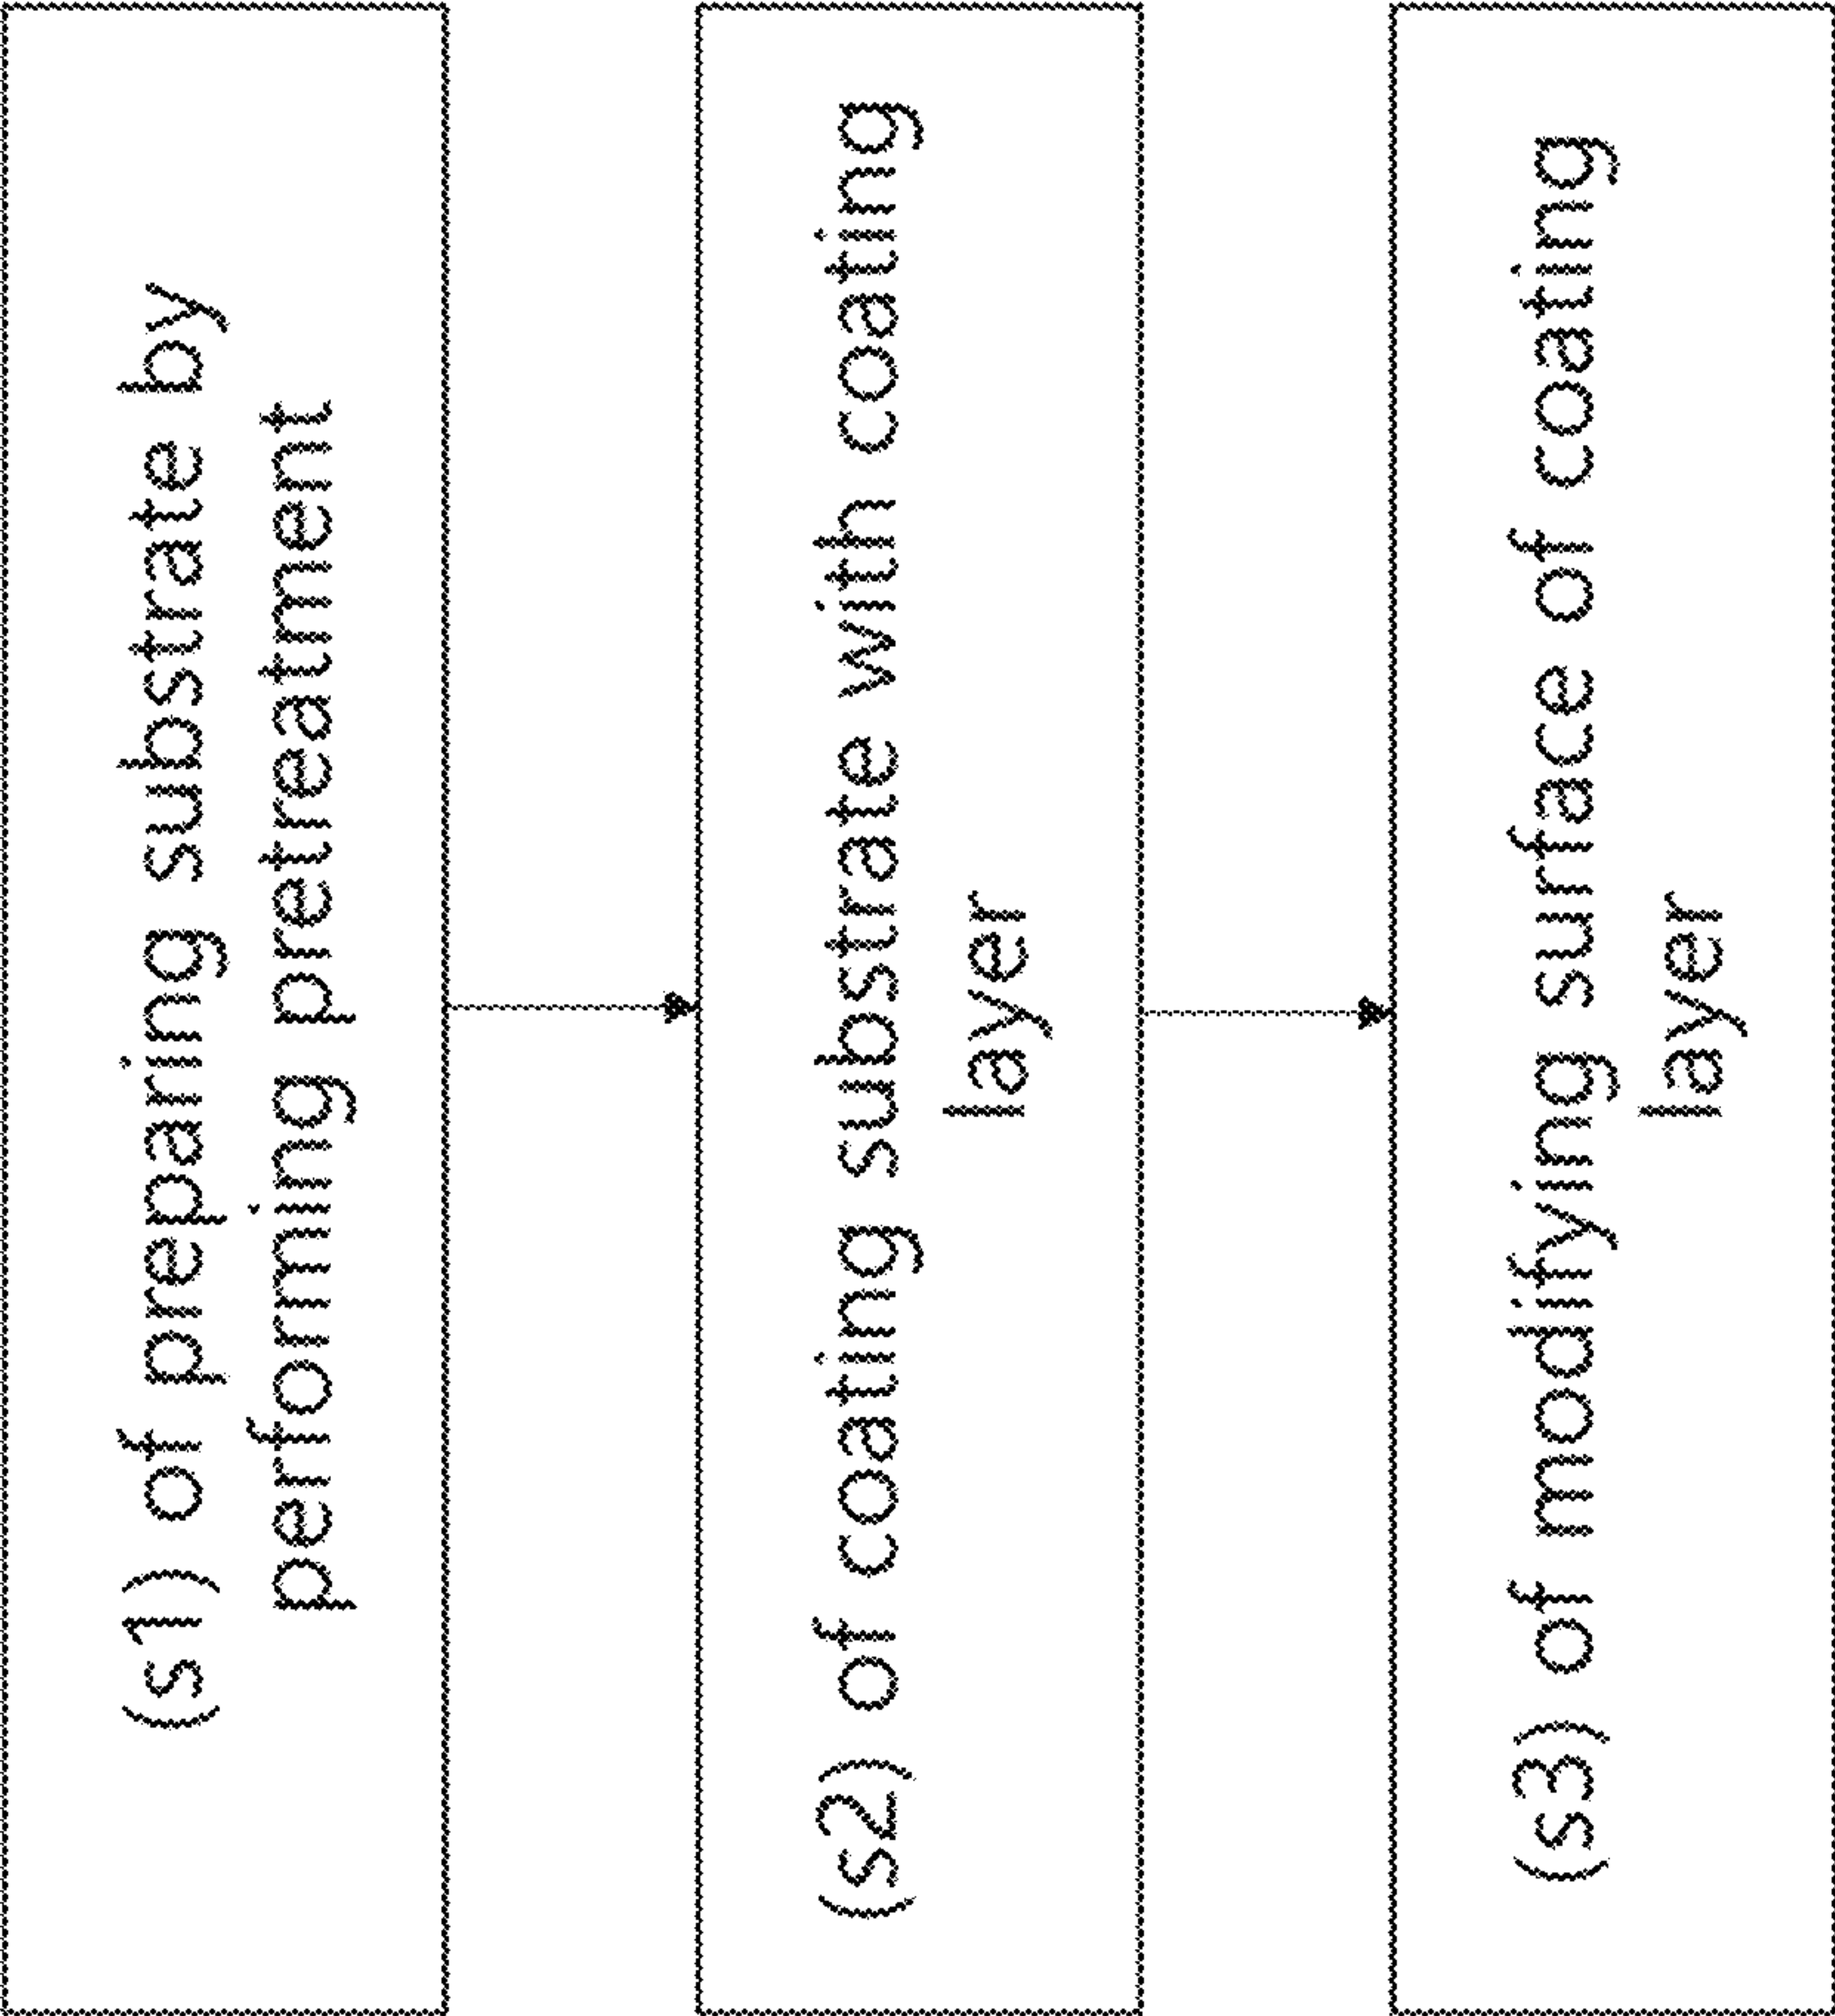 (s1) of preparing substrate by
performing pretreatment
(s2) of coating substrate with coating
layer
(s3) of modifying surface of coating
layer